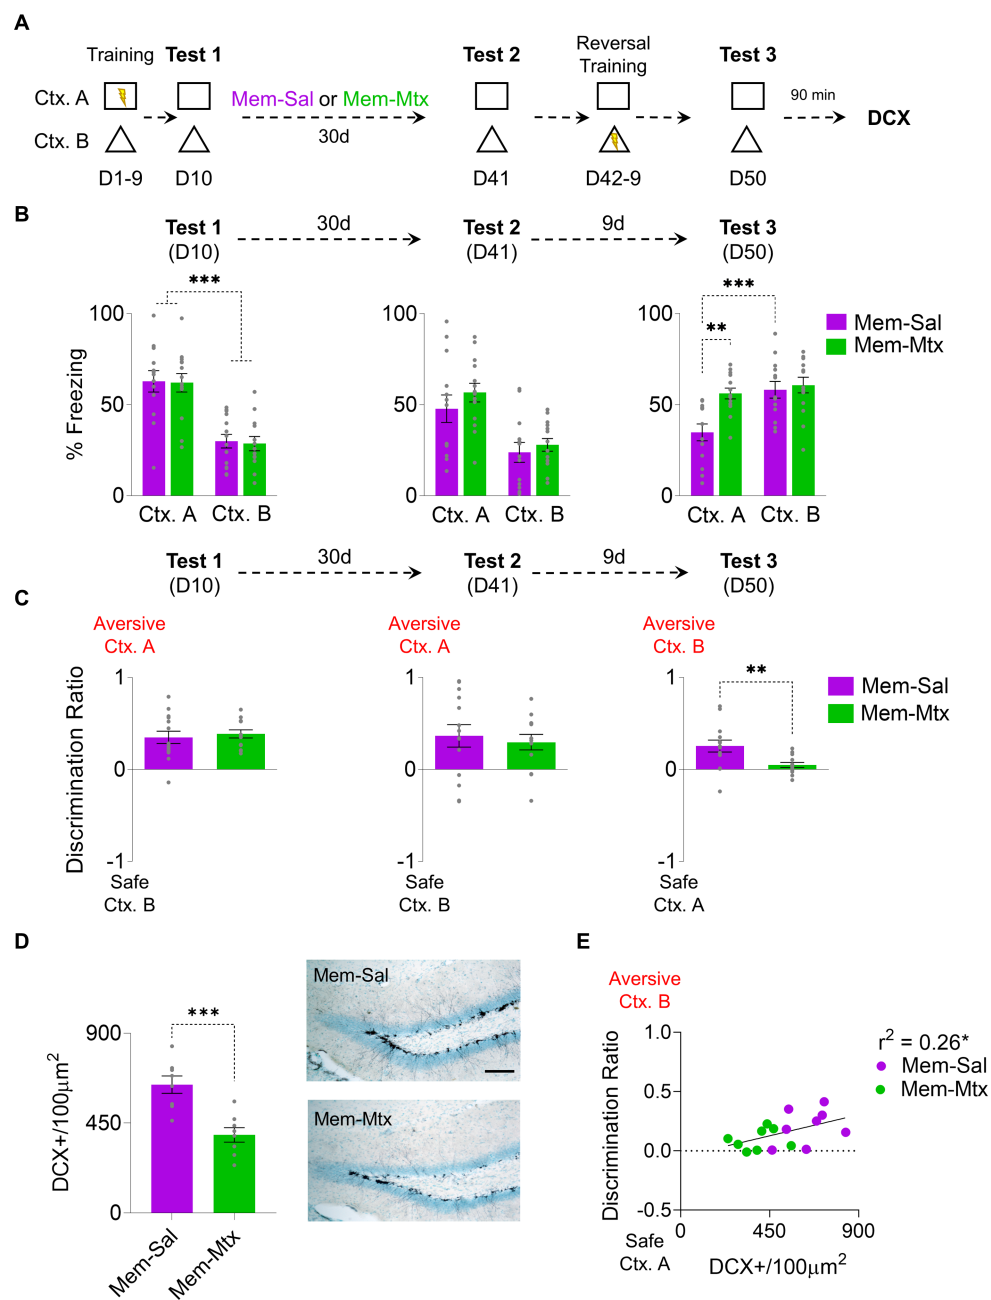 A
Training Test 1 Test 2 Reversal Training Test 3
Ctx. A Mem-Sal or Mem-Mtx 90 min
DCX
Ctx. B 30d
D1-9 D10 D41 D42-9 D50
B
Test 1 30d Test 2 9d Test 3
(D10) (D41) (D50)
*** *** **
100 100 100
50 50 50
0 0 0
% Freezing
Mem-Sal
Mem-Mtx
Ctx. A Ctx. B Ctx. A Ctx. B Ctx. A Ctx. B
Test 1 30d Test 2 9d Test 3
(D10) (D41) (D50)
C
Aversive Aversive Aversive
Ctx. A Ctx. A Ctx. B
**
1 1 1
0 0 0
-1 -1 -1
Discrimination Ratio
Mem-Sal
Mem-Mtx
Safe Safe Safe
Ctx. B Ctx. B Ctx. A
D
***
900
450
0
DCX+/100μm²
Mem-Sal Mem-Mtx
Mem-Sal
Mem-Mtx
E
Aversive
Ctx. B
1.0
0.5
0.0
-0.5
Discrimination Ratio
r² = 0.26*
Mem-Sal
Mem-Mtx
0 450 900
Safe
Ctx. A
DCX+/100μm²